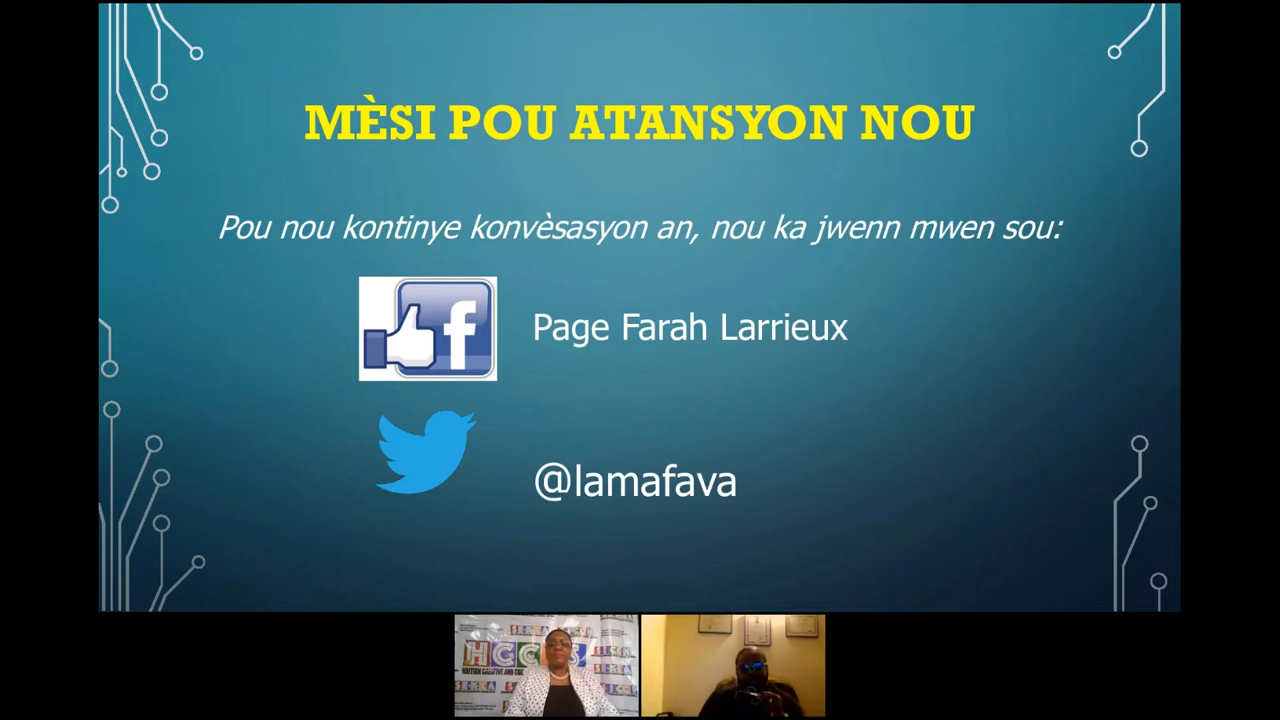 MÈSI POU ATANSYON NOU
Pou nou kontinye konvèsasyon an, nou ka jwenn mwen sou:
f
Page Farah Larrieux
@lamafava